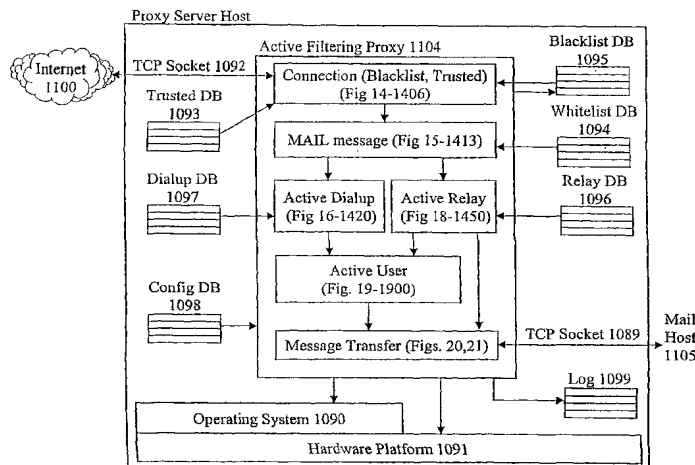 Proxy Server Host
Active Filtering Proxy 1104
Blacklist DB
1095
Internet
1100
TCP Socket 1092
Connection (Blacklist, Trusted)
(Fig 14-1406)
Trusted DB
1093
Whitelist DB
1094
MAIL message (Fig 15-1413)
Dialup DB
1097
Active Dialup
(Fig 16-1420)
Active Relay
(Fig 18-1450)
Relay DB
1096
Active User
(Fig. 19-1900)
Config DB
1098
Message Transfer (Figs. 20,21)
TCP Socket 1089
Mail
Host
1105
Log 1099
Operating System 1090
Hardware Platform 1091